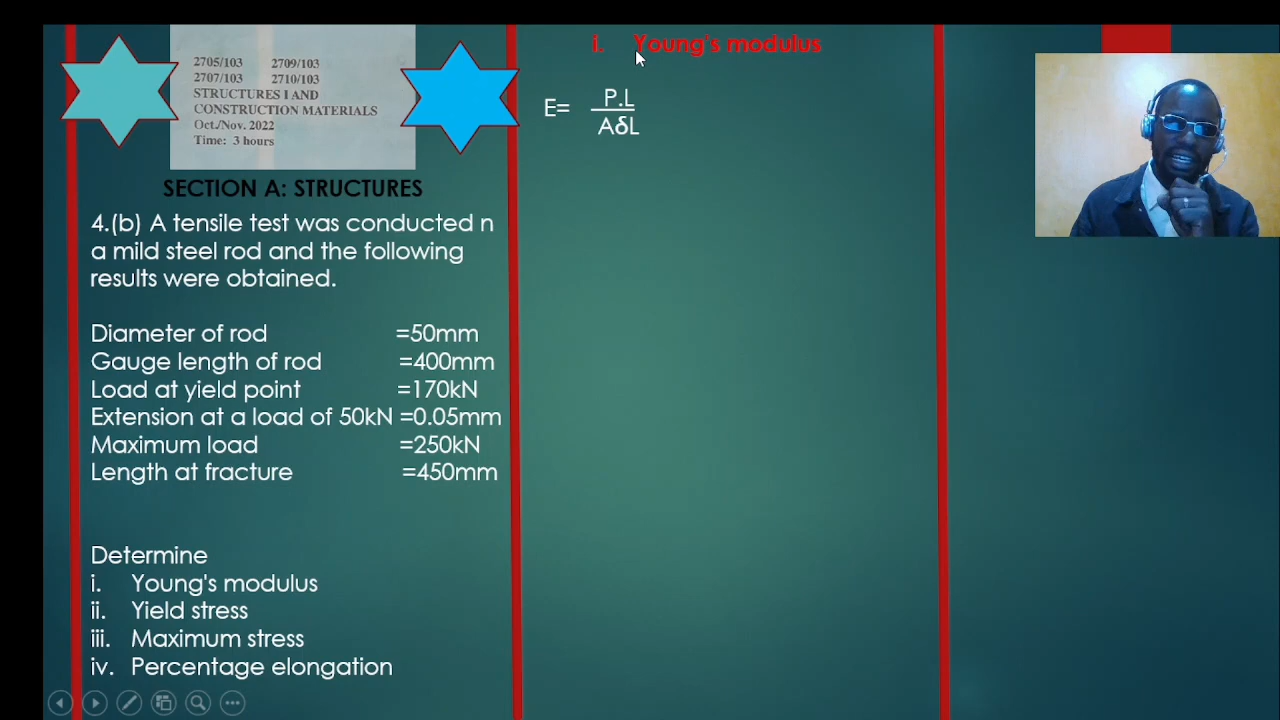 2705/103 2709/103
2707/103 2710/103
STRUCTURES I AND
CONSTRUCTION MATERIALS
Oct./Nov. 2022
Time: 3 hours
SECTION A: STRUCTURES
4.(b) A tensile test was conducted n
a mild steel rod and the following
results were obtained.
Diameter of rod =50mm
Gauge length of rod =400mm
Load at yield point =170kN
Extension at a load of 50kN =0.05mm
Maximum load =250kN
Length at fracture =450mm
Determine
i. Young's modulus
ii. Yield stress
iii. Maximum stress
iv. Percentage elongation
i. Young's modulus
E= P.L
AδL